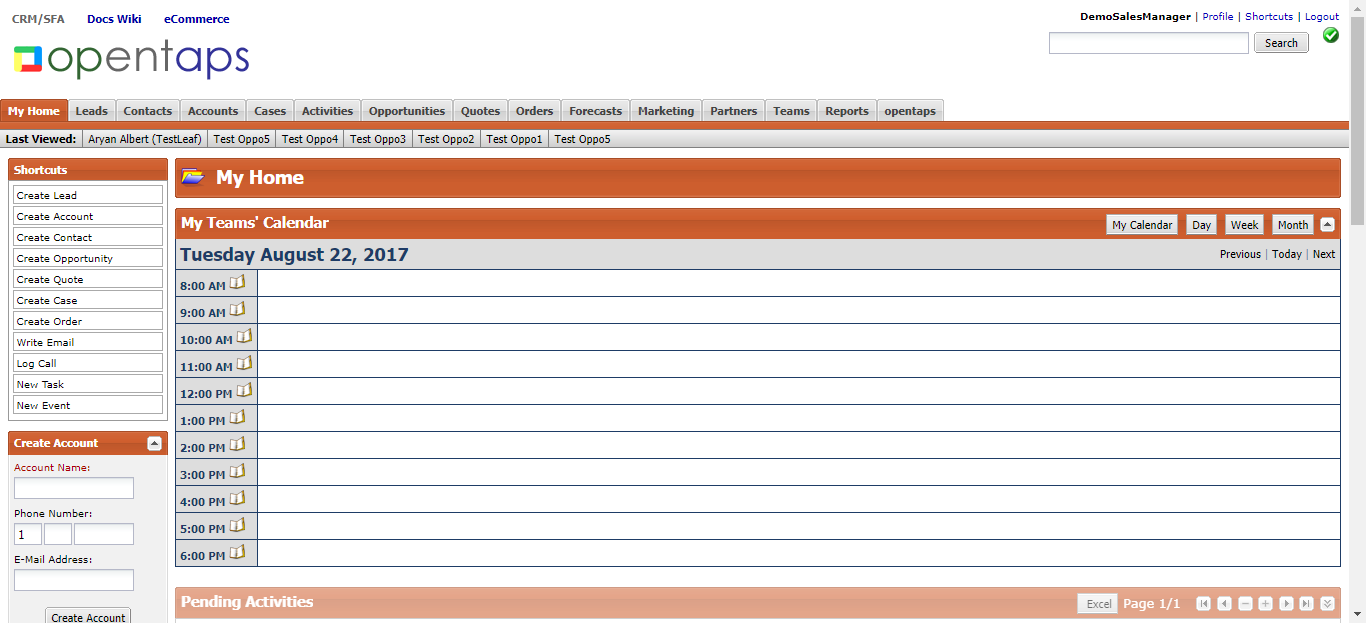 CRM/SFA Docs Wiki eCommerce
DemoSalesManager | Profile | Shortcuts | Logout
opentaps
Search
My Home Leads Contacts Accounts Cases Activities Opportunities Quotes Orders Forecasts Marketing Partners Teams Reports opentaps
Last Viewed: Aryan Albert (TestLeaf) Test Oppo5 Test Oppo4 Test Oppo3 Test Oppo2 Test Oppo1 Test Oppo5
Shortcuts
Create Lead
Create Account
Create Contact
Create Opportunity
Create Quote
Create Case
Create Order
Write Email
Log Call
New Task
New Event
Create Account
Account Name:
Phone Number:
1
E-Mail Address:
Create Account
My Home
My Teams' Calendar My Calendar Day Week Month
Tuesday August 22, 2017 Previous | Today | Next
8:00 AM
9:00 AM
10:00 AM
11:00 AM
12:00 PM
1:00 PM
2:00 PM
3:00 PM
4:00 PM
5:00 PM
6:00 PM
Pending Activities Excel Page 1/1